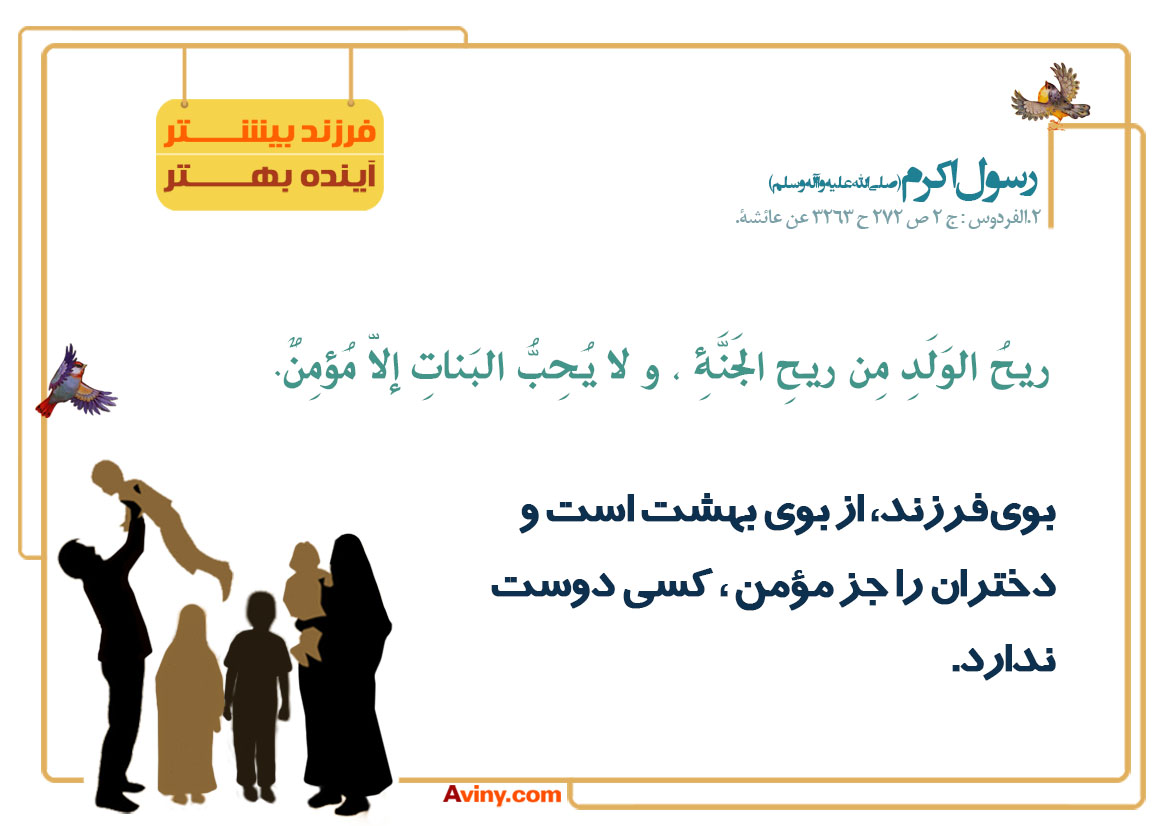 فرزند بیشتر
آینده بهتر
رسول‌اکرم(صلی‌الله‌علیه‌وآله‌وسلم)
۲.الفردوس : ج ۲ ص ۲۷۲ ح ۳۲۶۳ عن عائشة.
ريحُ الوَلَدِ مِن ريحِ الجَنَّةِ ، و لا يُحِبُّ البَناتِ إلاّ مُؤمِنٌ.
بوی‌فرزند، از بوی بهشت است و
دختران را جز مؤمن ، کسی دوست
ندارد.
Aviny.com